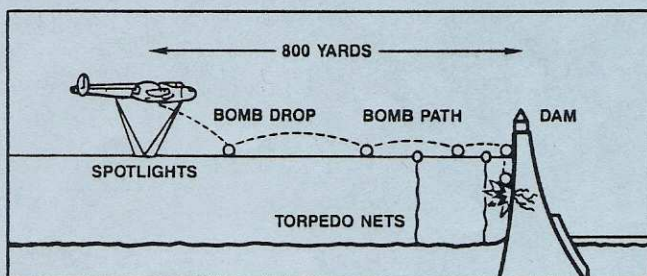 800 YARDS
BOMB DROP
BOMB PATH
DAM
SPOTLIGHTS
TORPEDO NETS